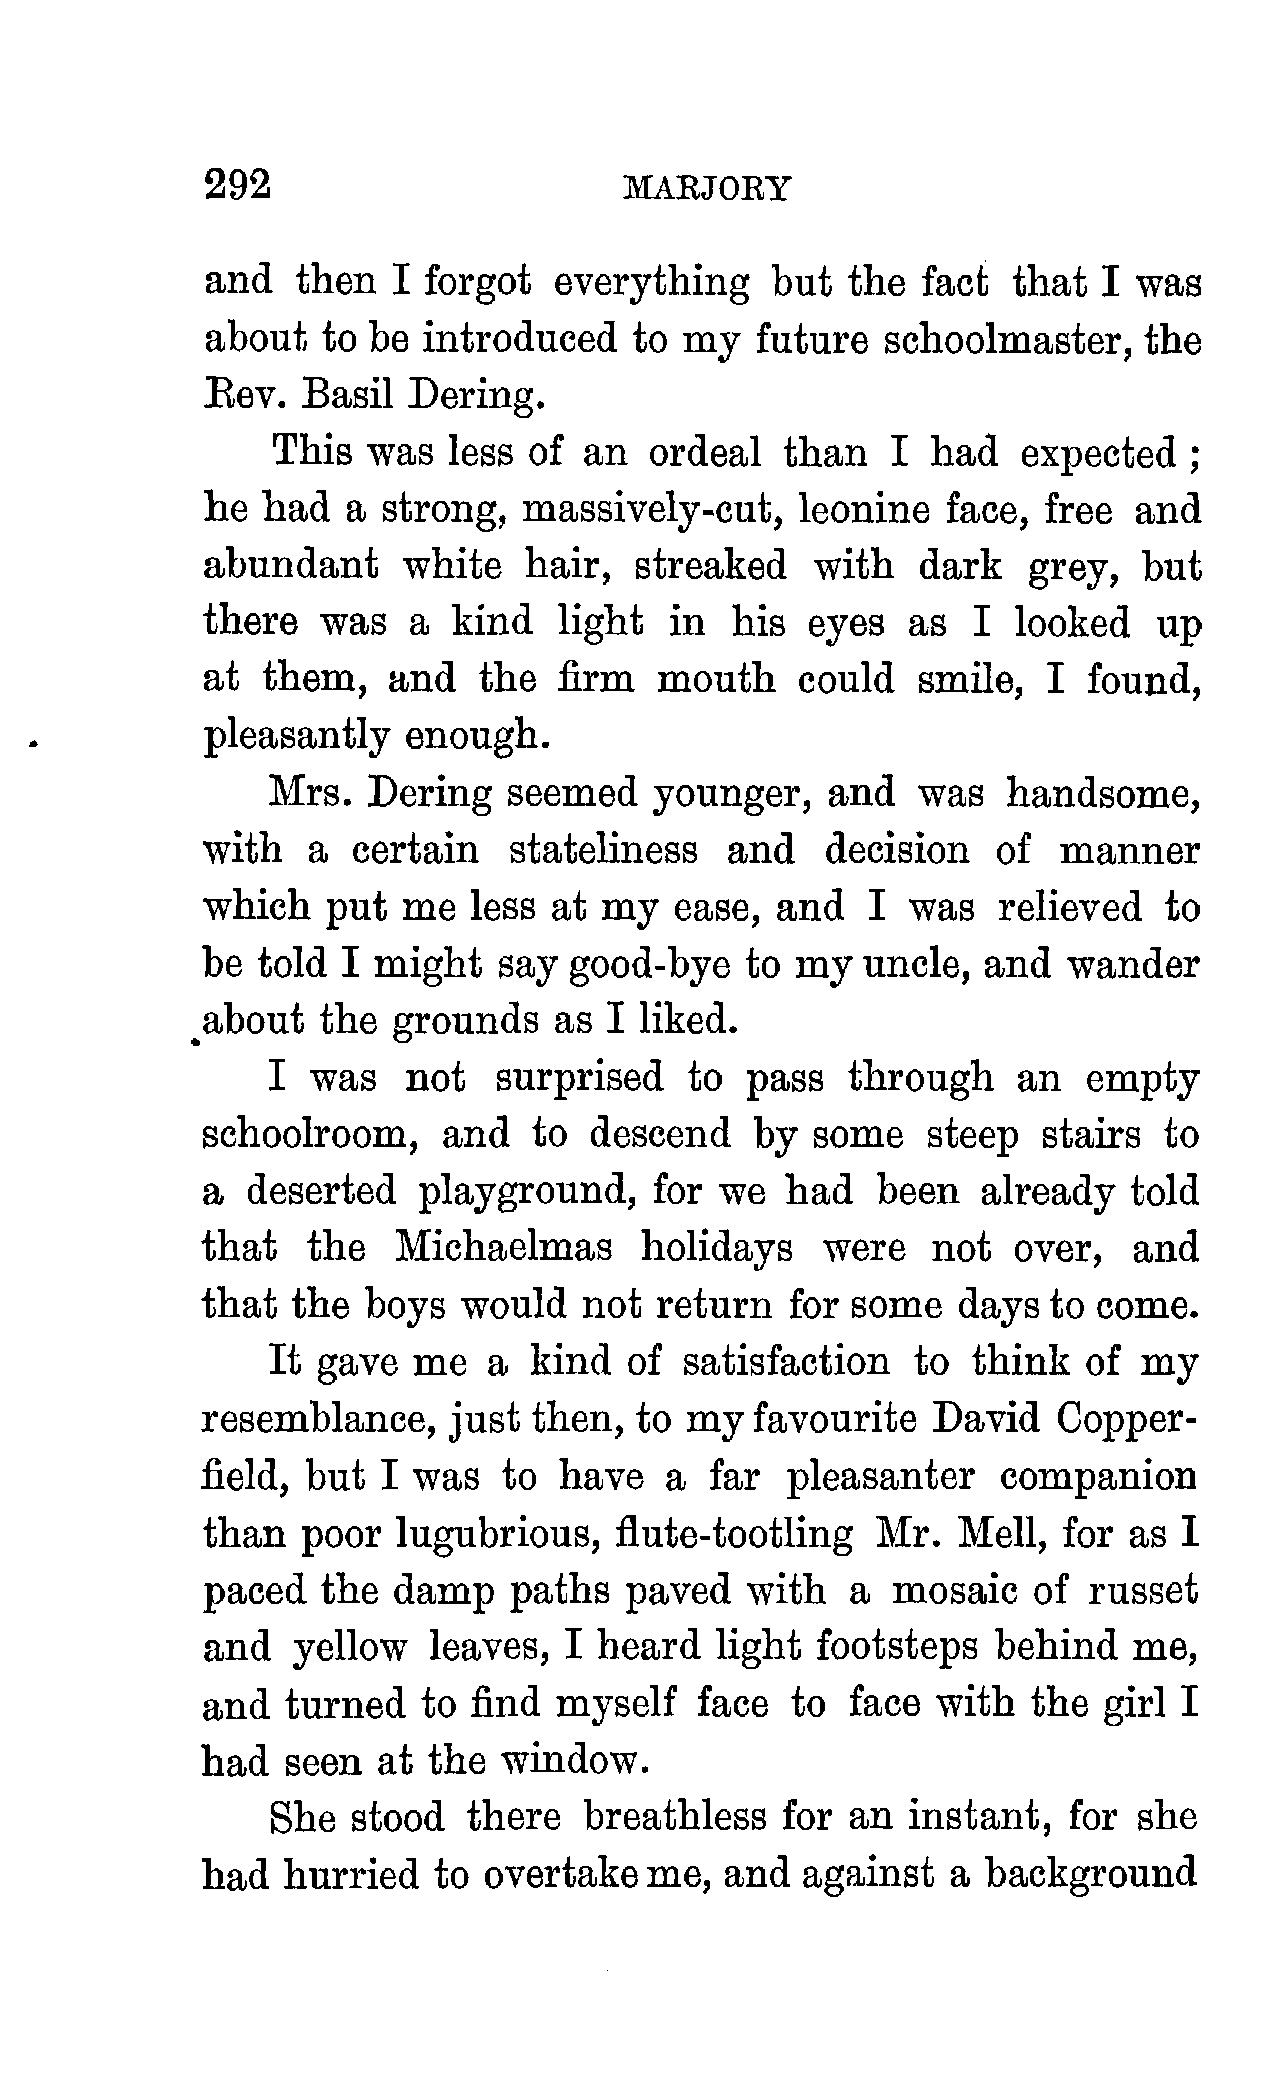 292 MARJORY
and then I forgot everything but the fact that I was
about to be introduced to my future schoolmaster, the
Rev. Basil Dering.
This was less of an ordeal than I had expected ;
he had a strong, massively-cut, leonine face, free and
abundant white hair, streaked with dark grey, but
there was a kind light in his eyes as I looked up
at them, and the firm mouth could smile, I found,
pleasantly enough.
Mrs. Dering seemed younger, and was handsome,
with a certain stateliness and decision of manner
which put me less at my ease, and I was relieved to
be told I might say good-bye to my uncle, and wander
about the grounds as I liked.
I was not surprised to pass through an empty
schoolroom, and to descend by some steep stairs to
a deserted playground, for we had been already told
that the Michaelmas holidays were not over, and
that the boys would not return for some days to come.
It gave me a kind of satisfaction to think of my
resemblance, just then, to my favourite David Copper-
field, but I was to have a far pleasanter companion
than poor lugubrious, flute-tootling Mr. Mell, for as I
paced the damp paths paved with a mosaic of russet
and yellow leaves, I heard light footsteps behind me,
and turned to find myself face to face with the girl I
had seen at the window.
She stood there breathless for an instant, for she
had hurried to overtake me, and against a background